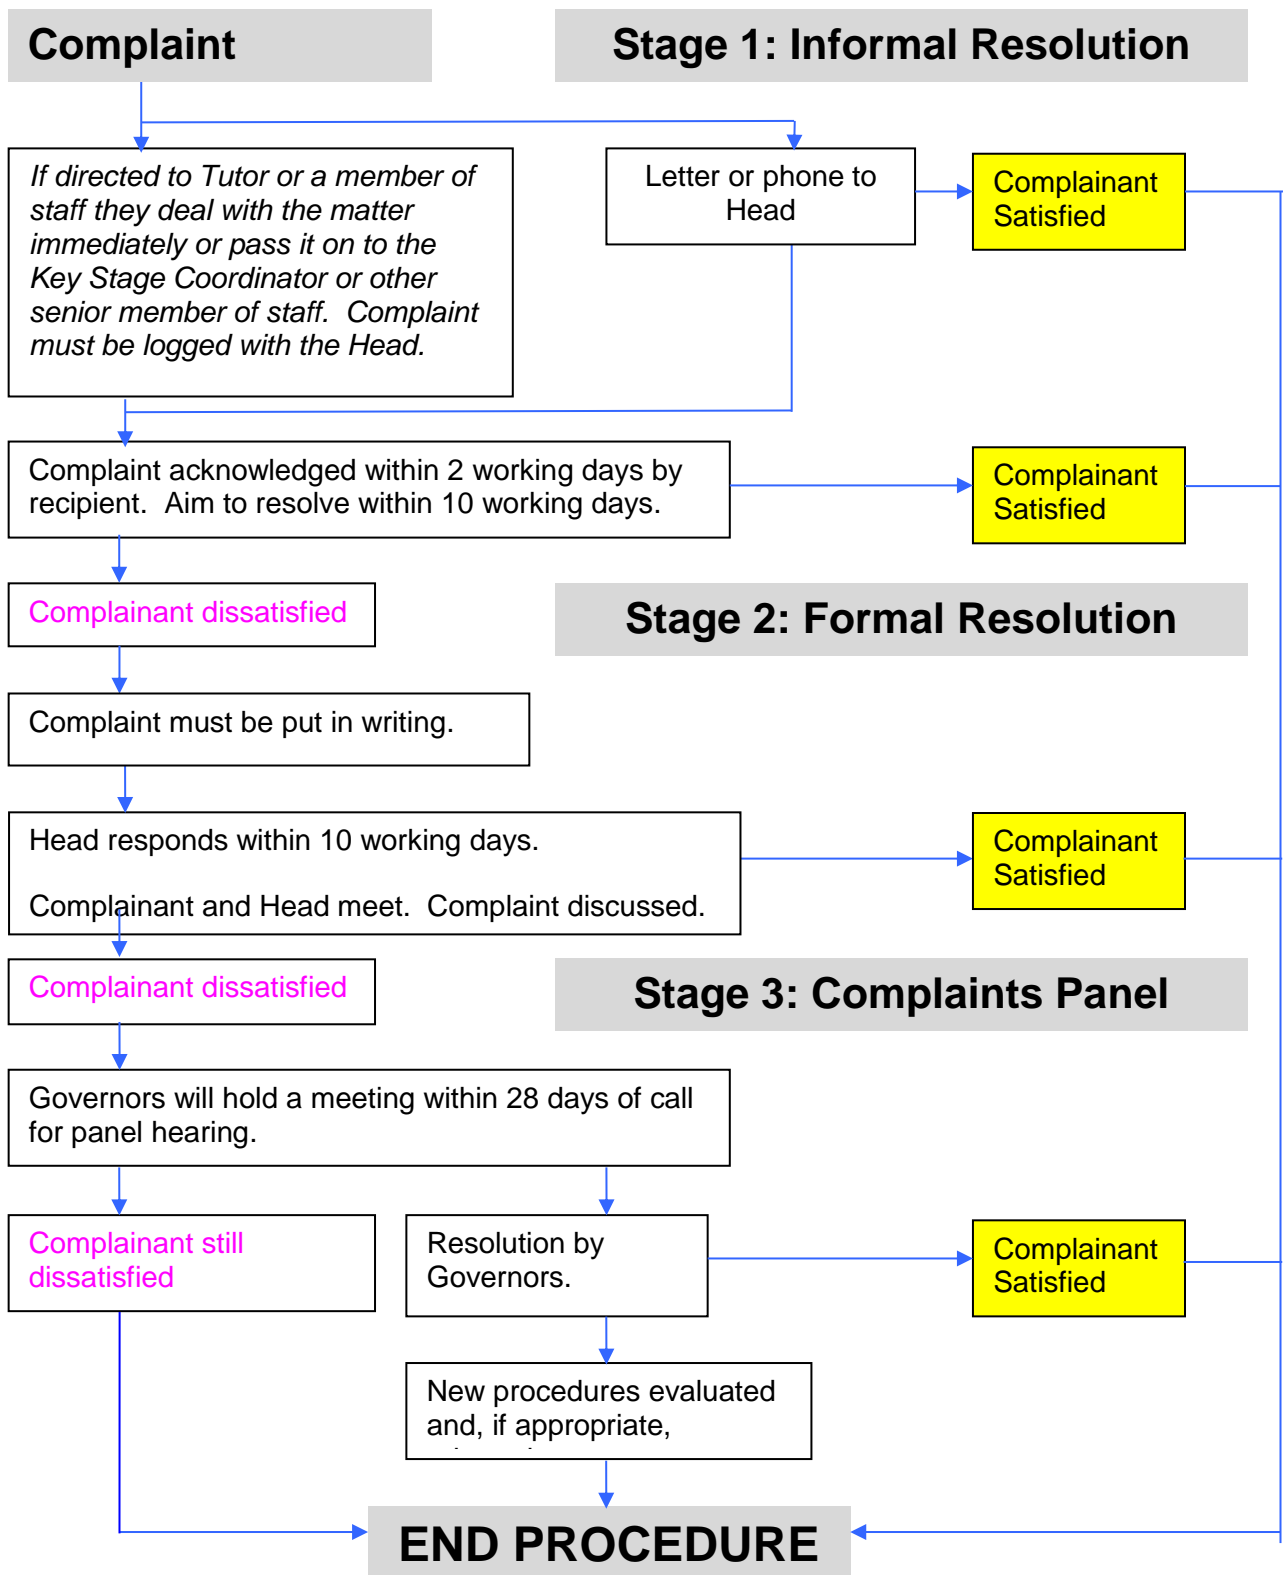 Complaint
Stage 1: Informal Resolution
If directed to Tutor or a member of
staff they deal with the matter
immediately or pass it on to the
Key Stage Coordinator or other
senior member of staff.  Complaint
must be logged with the Head.
Letter or phone to
Head
Complainant
Satisfied
Complaint acknowledged within 2 working days by
recipient.  Aim to resolve within 10 working days.
Complainant
Satisfied
Complainant dissatisfied
Stage 2: Formal Resolution
Complaint must be put in writing.
Head responds within 10 working days.
Complainant and Head meet.  Complaint discussed.
Complainant
Satisfied
Complainant dissatisfied
Stage 3: Complaints Panel
Governors will hold a meeting within 28 days of call
for panel hearing.
Complainant still
dissatisfied
Resolution by
Governors.
Complainant
Satisfied
New procedures evaluated
and, if appropriate,
END PROCEDURE